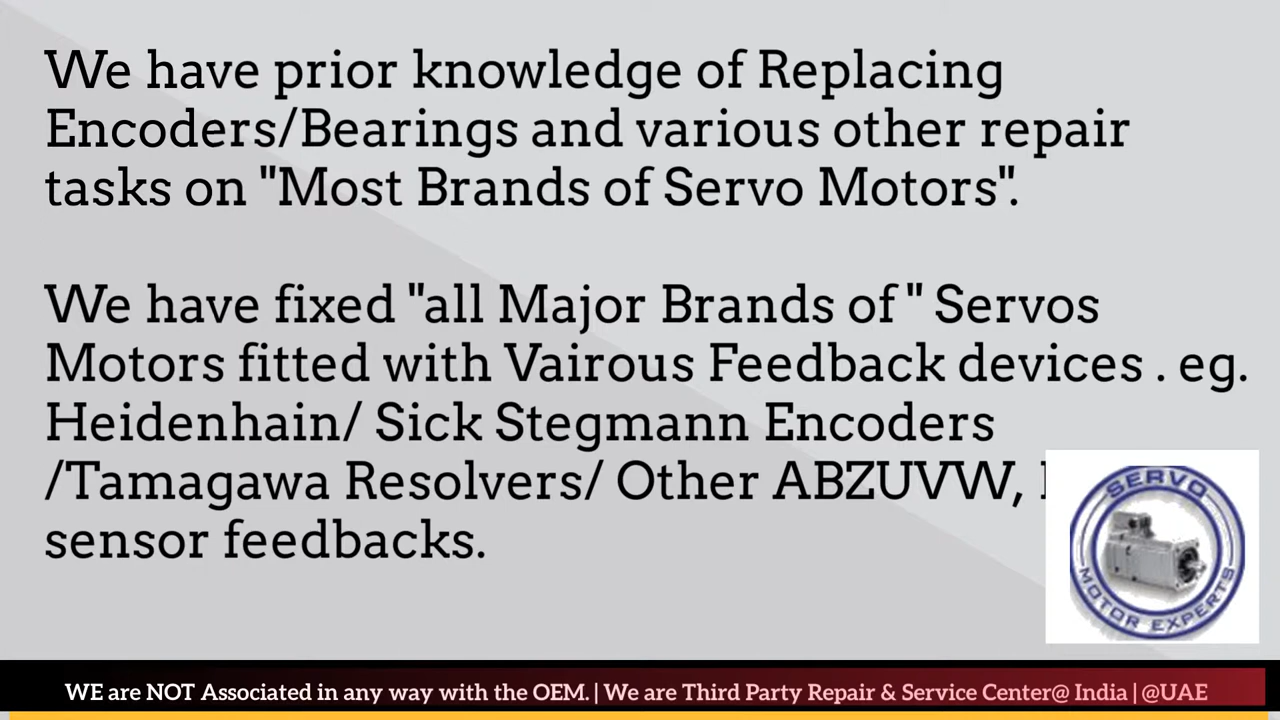 We have prior knowledge of Replacing
Encoders/Bearings and various other repair
tasks on "Most Brands of Servo Motors".
We have fixed "all Major Brands of " Servos
Motors fitted with Vairous Feedback devices . eg.
Heidenhain/ Sick Stegmann Encoders
/Tamagawa Resolvers/ Other ABZUVW,
sensor feedbacks.
SERVO
MOTOR EXPERTS
WE are NOT Associated in any way with the OEM. | We are Third Party Repair & Service Center@ India | @UAE